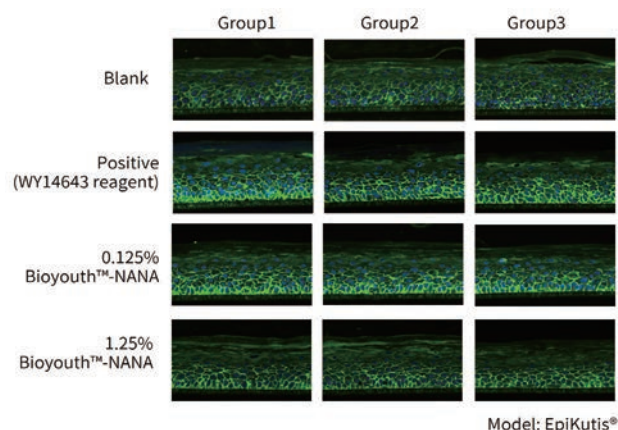 Group1 Group2 Group3
Blank
Positive
(WY14643 reagent)
0.125%
Bioyouth™-NANA
1.25%
Bioyouth™-NANA
Model: EpiKutis®